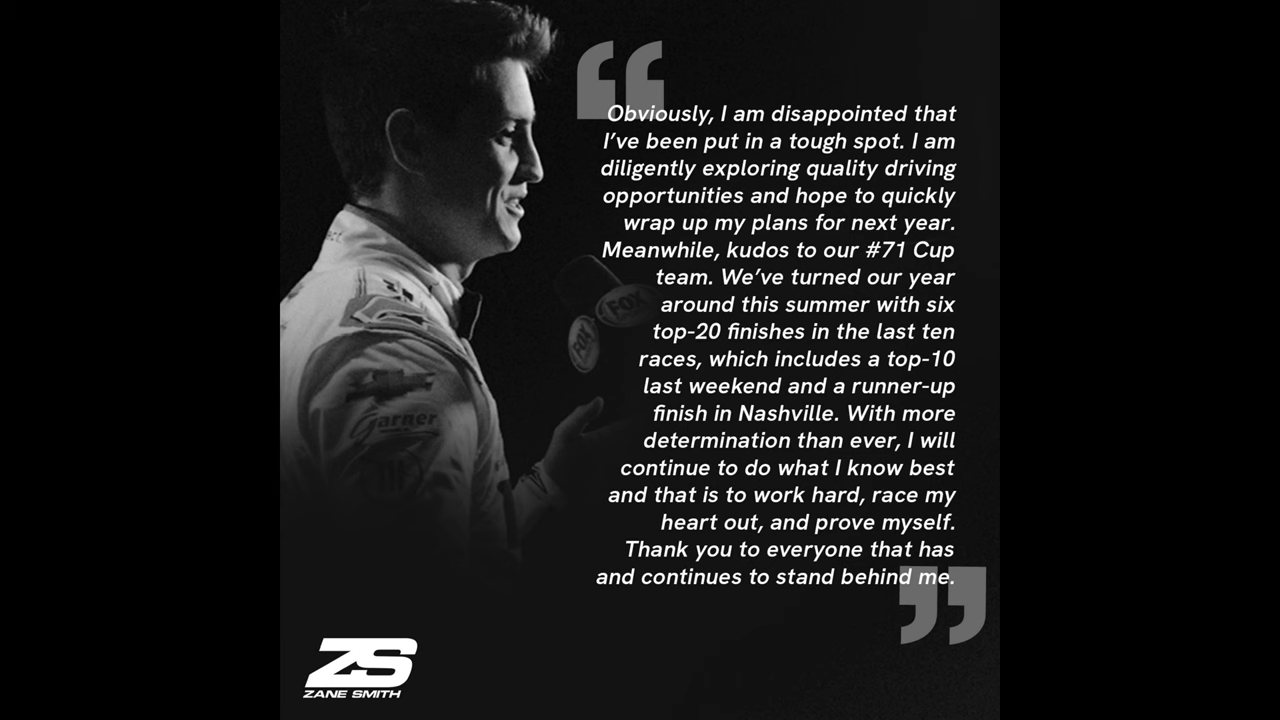 Obviously, I am disappointed that
I've been put in a tough spot. I am
diligently exploring quality driving
opportunities and hope to quickly
wrap up my plans for next year.
Meanwhile, kudos to our #71 Cup
team. We've turned our year
around this summer with six
top-20 finishes in the last ten
races, which includes a top-10
last weekend and a runner-up
finish in Nashville. With more
determination than ever, I will
continue to do what I know best
and that is to work hard, race my
heart out, and prove myself.
Thank you to everyone that has
and continues to stand behind me.
FOX
FOX
Garner
ZS
ZANE SMITH